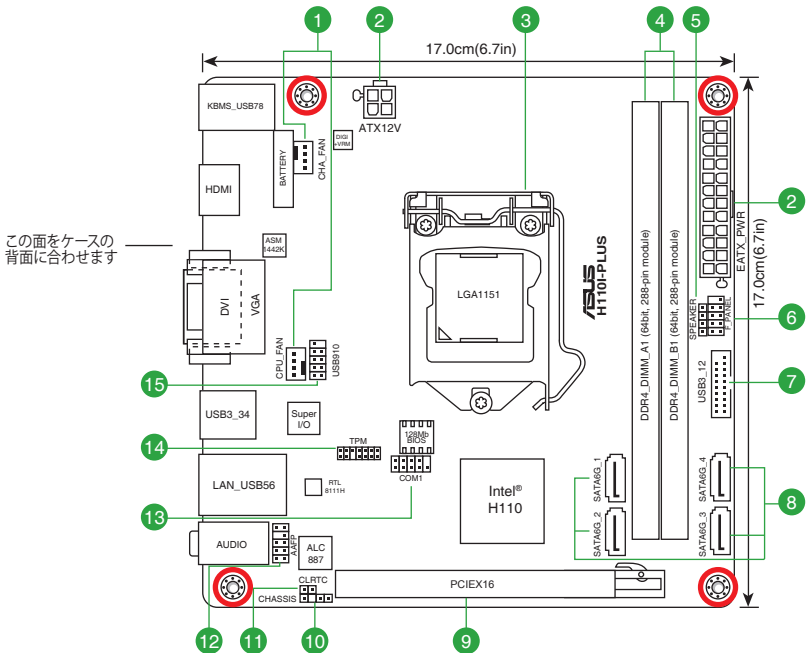 1
2
3
4
5
17.0cm(6.7in)
KBMS_USB78
ATX12V
DIGI
+VRM
CHA_FAN
BATTERY
HDMI
2
EATX_PWR
17.0cm(6.7in)
この面をケースの
背面に合わせます
ASM
1442K
DVI
VGA
LGA1151
ASUS
H110I-PLUS
DDR4_DIMM_A1 (64bit, 288-pin module)
DDR4_DIMM_B1 (64bit, 288-pin module)
SPEAKER
F_PANEL
6
CPU_FAN
USB910
15
USB3_12
7
USB3_34
Super
I/O
128Mb
BIOS
14
TPM
COM1
13
LAN_USB56
RTL
8111H
Intel®
H110
SATA6G_1
SATA6G_4
8
SATA6G_2
SATA6G_3
AUDIO
AAFP
ALC
887
CLRTC
CHASSIS
PCIEX16
12
11
10
9